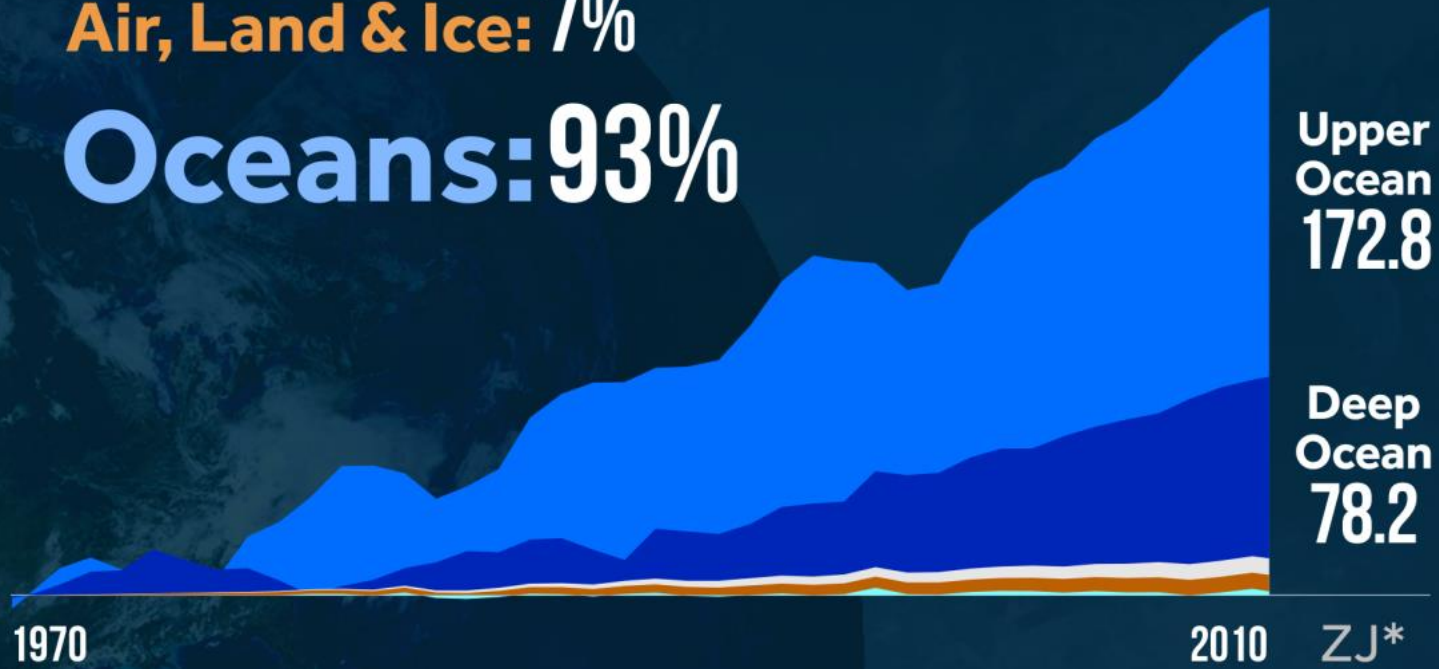 Air, Land & Ice: 7%
Oceans: 93%
Upper
Ocean
172.8
Deep
Ocean
78.2
1970
2010
ZJ*